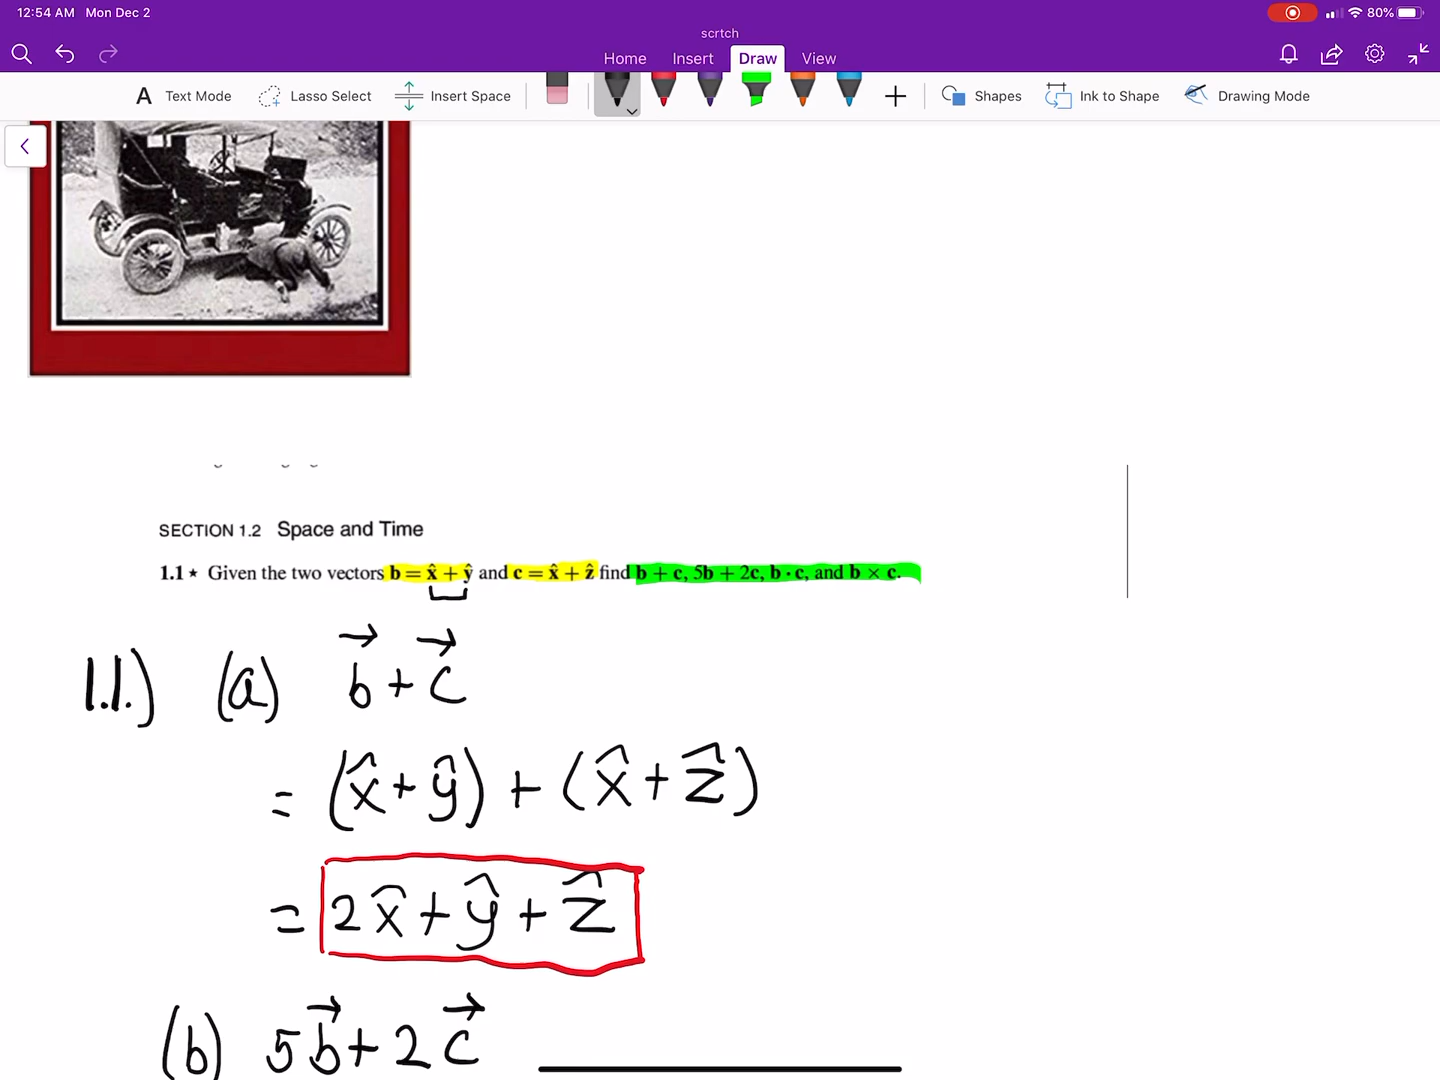 12:54 AM Mon Dec 2
80%
scrtch
Home Insert Draw View
A Text Mode Lasso Select Insert Space Shapes Ink to Shape Drawing Mode
SECTION 1.2 Space and Time
1.1 ⋆ Given the two vectors b = x̂ + ŷ and c = x̂ + ẑ find b + c, 5b + 2c, b · c, and b × c.
1.1.) (a) b⃗ + c⃗
= (x̂ + ŷ) + (x̂ + ẑ)
= 2x̂ + ŷ + ẑ
(b) 5b⃗ + 2c⃗